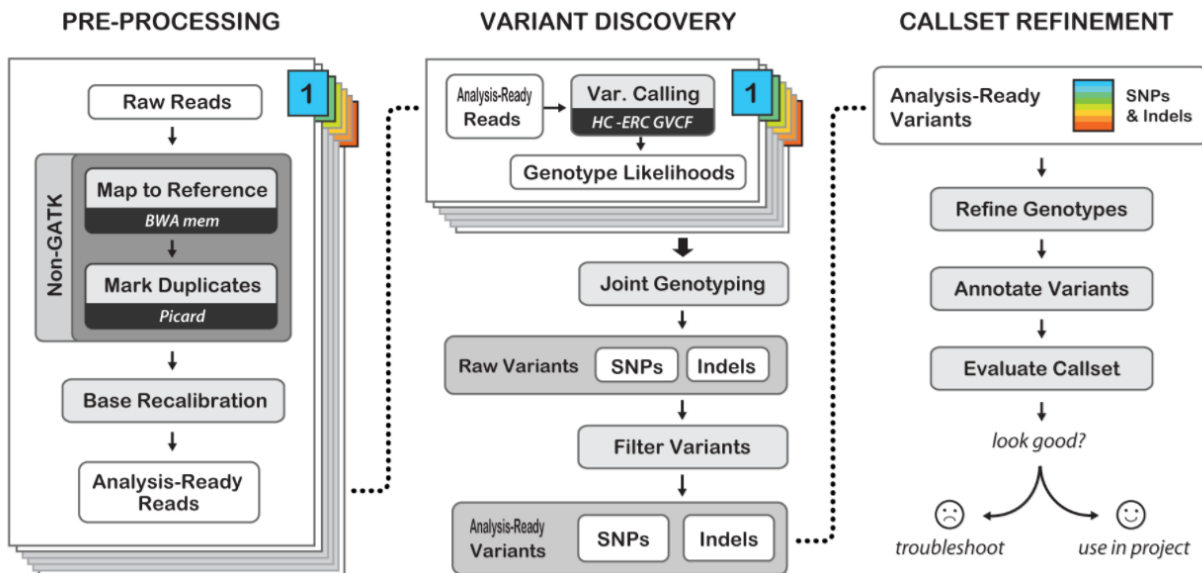 PRE-PROCESSING
1
Raw Reads
Non-GATK
Map to Reference
BWA mem
Mark Duplicates
Picard
Base Recalibration
Analysis-Ready
Reads
VARIANT DISCOVERY
1
Analysis-Ready
Reads
Var. Calling
HC -ERC GVCF
Genotype Likelihoods
Joint Genotyping
Raw Variants
SNPs
Indels
Filter Variants
Analysis-Ready
Variants
SNPs
Indels
CALLSET REFINEMENT
Analysis-Ready
Variants
SNPs
& Indels
Refine Genotypes
Annotate Variants
Evaluate Callset
look good?
troubleshoot
use in project